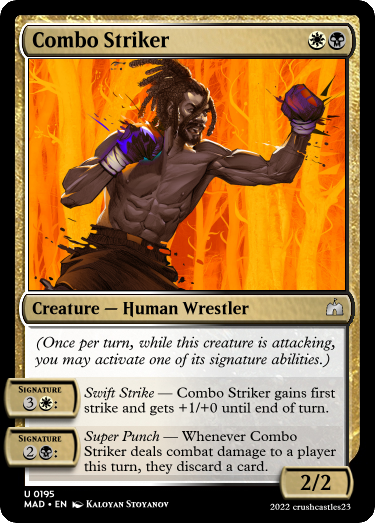 Combo Striker
Creature — Human Wrestler
(Once per turn, while this creature is attacking,
you may activate one of its signature abilities.)
SIGNATURE
3 :
Swift Strike — Combo Striker gains first
strike and gets +1/+0 until end of turn.
SIGNATURE
2 :
Super Punch — Whenever Combo
Striker deals combat damage to a player
this turn, they discard a card.
2/2
U 0195
MAD • EN KALOYAN STOYANOV
2022 crushcastles23